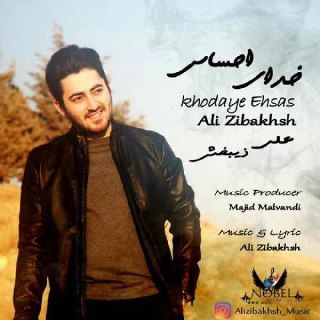 خدای احساس
Khodaye Ehsas
Ali Zibakhsh
علی زیبخش
Music Producer
Majid Malvandi
Music & Lyric
Ali Zibakhsh
NOBEL
Alizibakhsh_Music